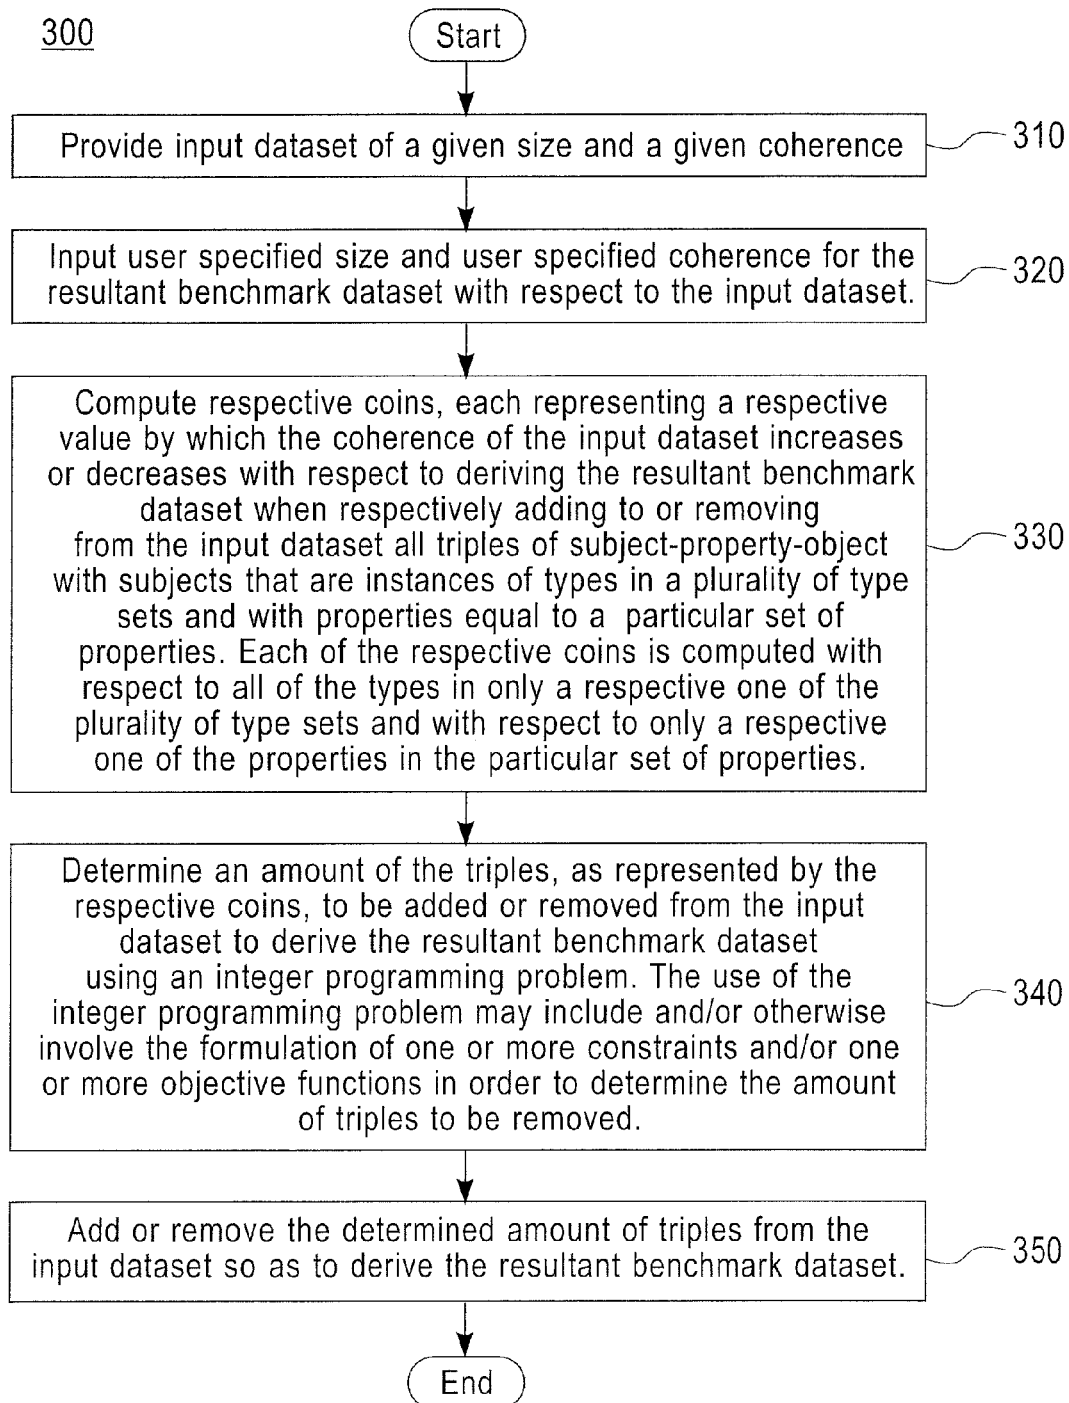 300
Start
Provide input dataset of a given size and a given coherence
310
Input user specified size and user specified coherence for the
resultant benchmark dataset with respect to the input dataset.
320
Compute respective coins, each representing a respective
value by which the coherence of the input dataset increases
or decreases with respect to deriving the resultant benchmark
dataset when respectively adding to or removing
from the input dataset all triples of subject-property-object
with subjects that are instances of types in a plurality of type
sets and with properties equal to a particular set of
properties. Each of the respective coins is computed with
respect to all of the types in only a respective one of the
plurality of type sets and with respect to only a respective
one of the properties in the particular set of properties.
330
Determine an amount of the triples, as represented by the
respective coins, to be added or removed from the input
dataset to derive the resultant benchmark dataset
using an integer programming problem. The use of the
integer programming problem may include and/or otherwise
involve the formulation of one or more constraints and/or one
or more objective functions in order to determine the amount
of triples to be removed.
340
Add or remove the determined amount of triples from the
input dataset so as to derive the resultant benchmark dataset.
350
End